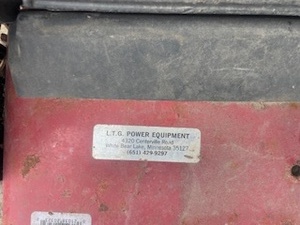 L.T.G. POWER EQUIPMENT
4320 Centerville Road
White Bear Lake, Minnesota 55127
(651) 429-9297